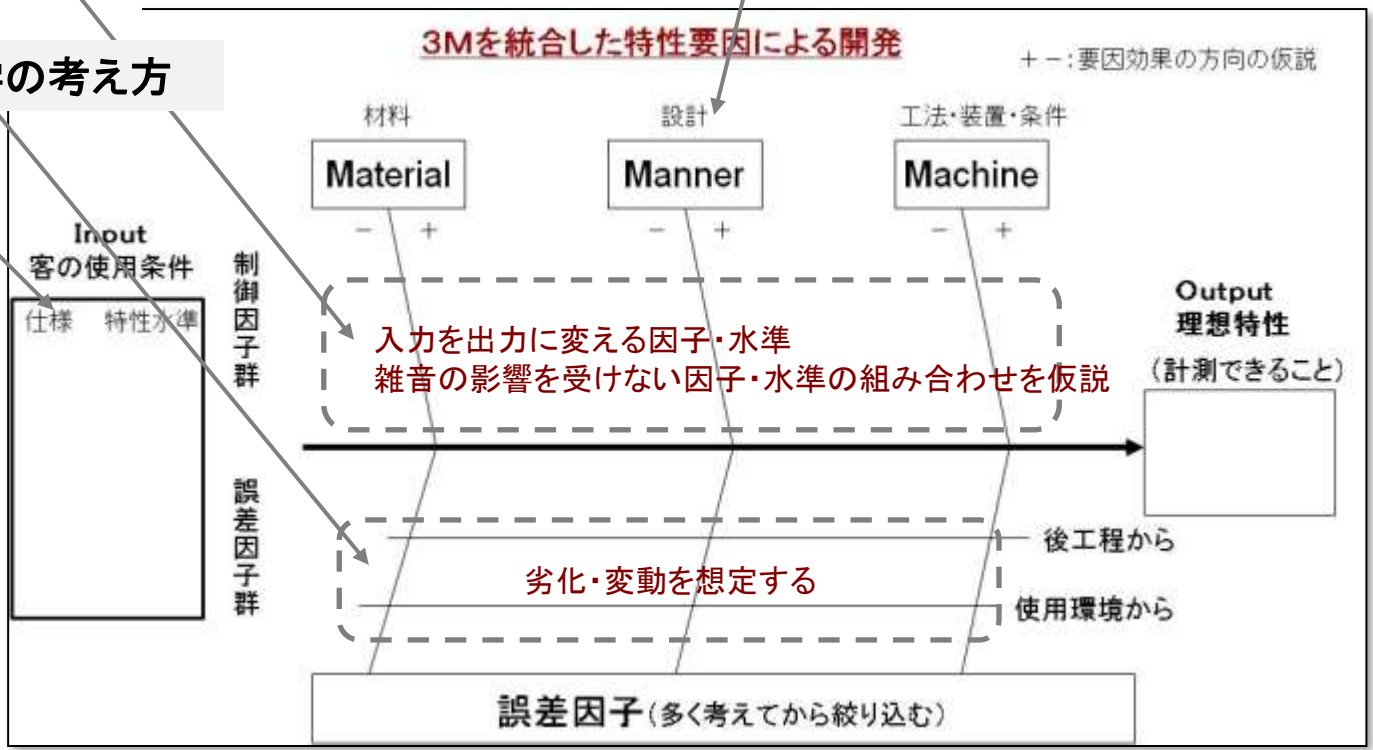 3Mを統合した特性要因による開発
+-:要因効果の方向の仮説
の考え方
材料
設計
工法・装置・条件
Material
Manner
Machine
- +
- +
- +
Input
客の使用条件
仕様 特性水準
制御因子群
入力を出力に変える因子・水準
雑音の影響を受けない因子・水準の組み合わせを仮説
Output
理想特性
(計測できること)
誤差因子群
後工程から
劣化・変動を想定する
使用環境から
誤差因子(多く考えてから絞り込む)